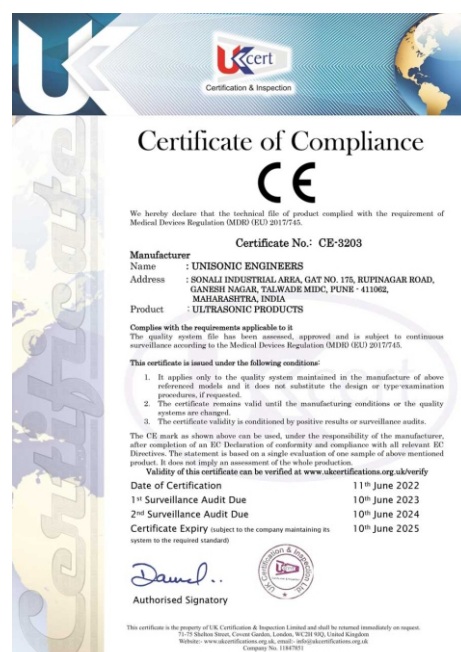 UKcert
Certification & Inspection
Certificate
Certificate of Compliance
CE
We hereby declare that the technical file of product complied with the requirement of
Medical Devices Regulation (MDR) (EU) 2017/745.
Certificate No.: CE-3203
Manufacturer
Name : UNISONIC ENGINEERS
Address : SONALI INDUSTRIAL AREA, GAT NO. 175, RUPINAGAR ROAD,
GANESH NAGAR, TALWADE MIDC, PUNE - 411062,
MAHARASHTRA, INDIA
Product : ULTRASONIC PRODUCTS
Complies with the requirements applicable to it
The quality system file has been assessed, approved and is subject to continuous
surveillance according to the Medical Devices Regulation (MDR) (EU) 2017/745.
This certificate is issued under the following conditions:
1. It applies only to the quality system maintained in the manufacture of above
referenced models and it does not substitute the design or type-examination
procedures, if requested.
2. The certificate remains valid until the manufacturing conditions or the quality
systems are changed.
3. The certificate validity is conditioned by positive results or surveillance audits.
The CE mark as shown above can be used, under the responsibility of the manufacturer,
after completion of an EC Declaration of conformity and compliance with all relevant EC
Directives. The statement is based on a single evaluation of one sample of above mentioned
product. It does not imply an assessment of the whole production.
Validity of this certificate can be verified at www.ukcertifications.org.uk/verify
Date of Certification 11th June 2022
1st Surveillance Audit Due 10th June 2023
2nd Surveillance Audit Due 10th June 2024
Certificate Expiry (subject to the company maintaining its 10th June 2025
system to the required standard)
Authorised Signatory
This certificate is the property of UK Certification & Inspection Limited and shall be returned immediately on request.
71-75 Shelton Street, Covent Garden, London, WC2H 9JQ, United Kingdom
Website:- www.ukcertifications.org.uk, email:- info@ukcertifications.org.uk
Company No. 11847851